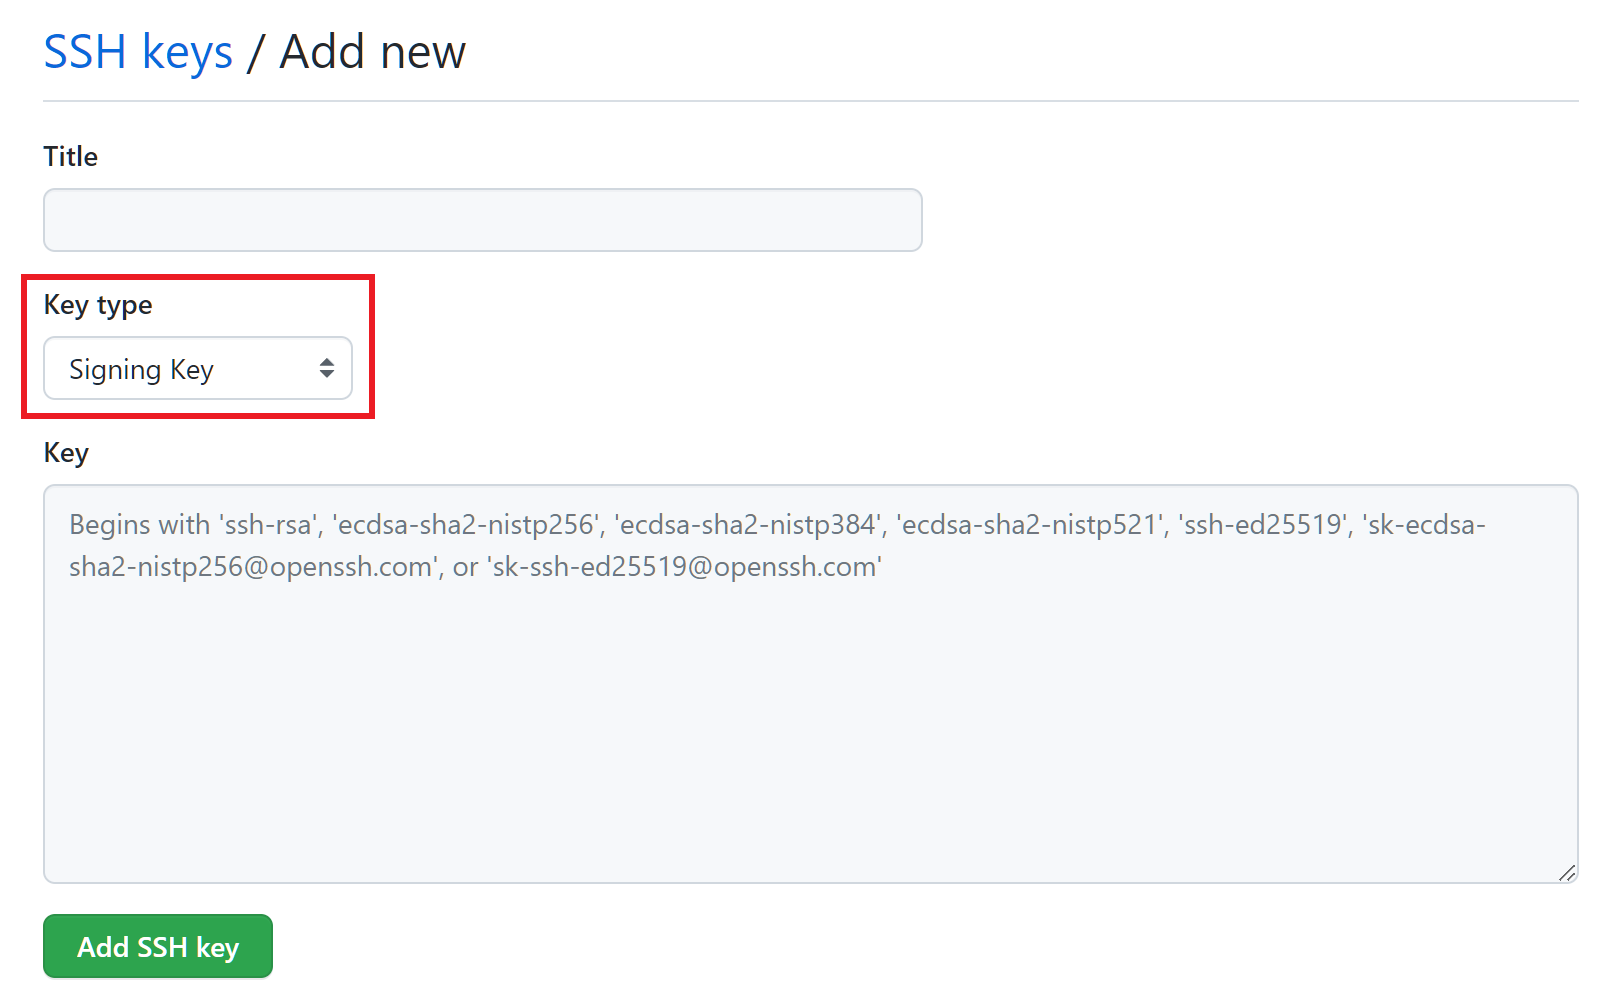 SSH keys / Add new
Title
Key type
Signing Key
Key
Begins with 'ssh-rsa', 'ecdsa-sha2-nistp256', 'ecdsa-sha2-nistp384', 'ecdsa-sha2-nistp521', 'ssh-ed25519', 'sk-ecdsa-
sha2-nistp256@openssh.com', or 'sk-ssh-ed25519@openssh.com'
Add SSH key